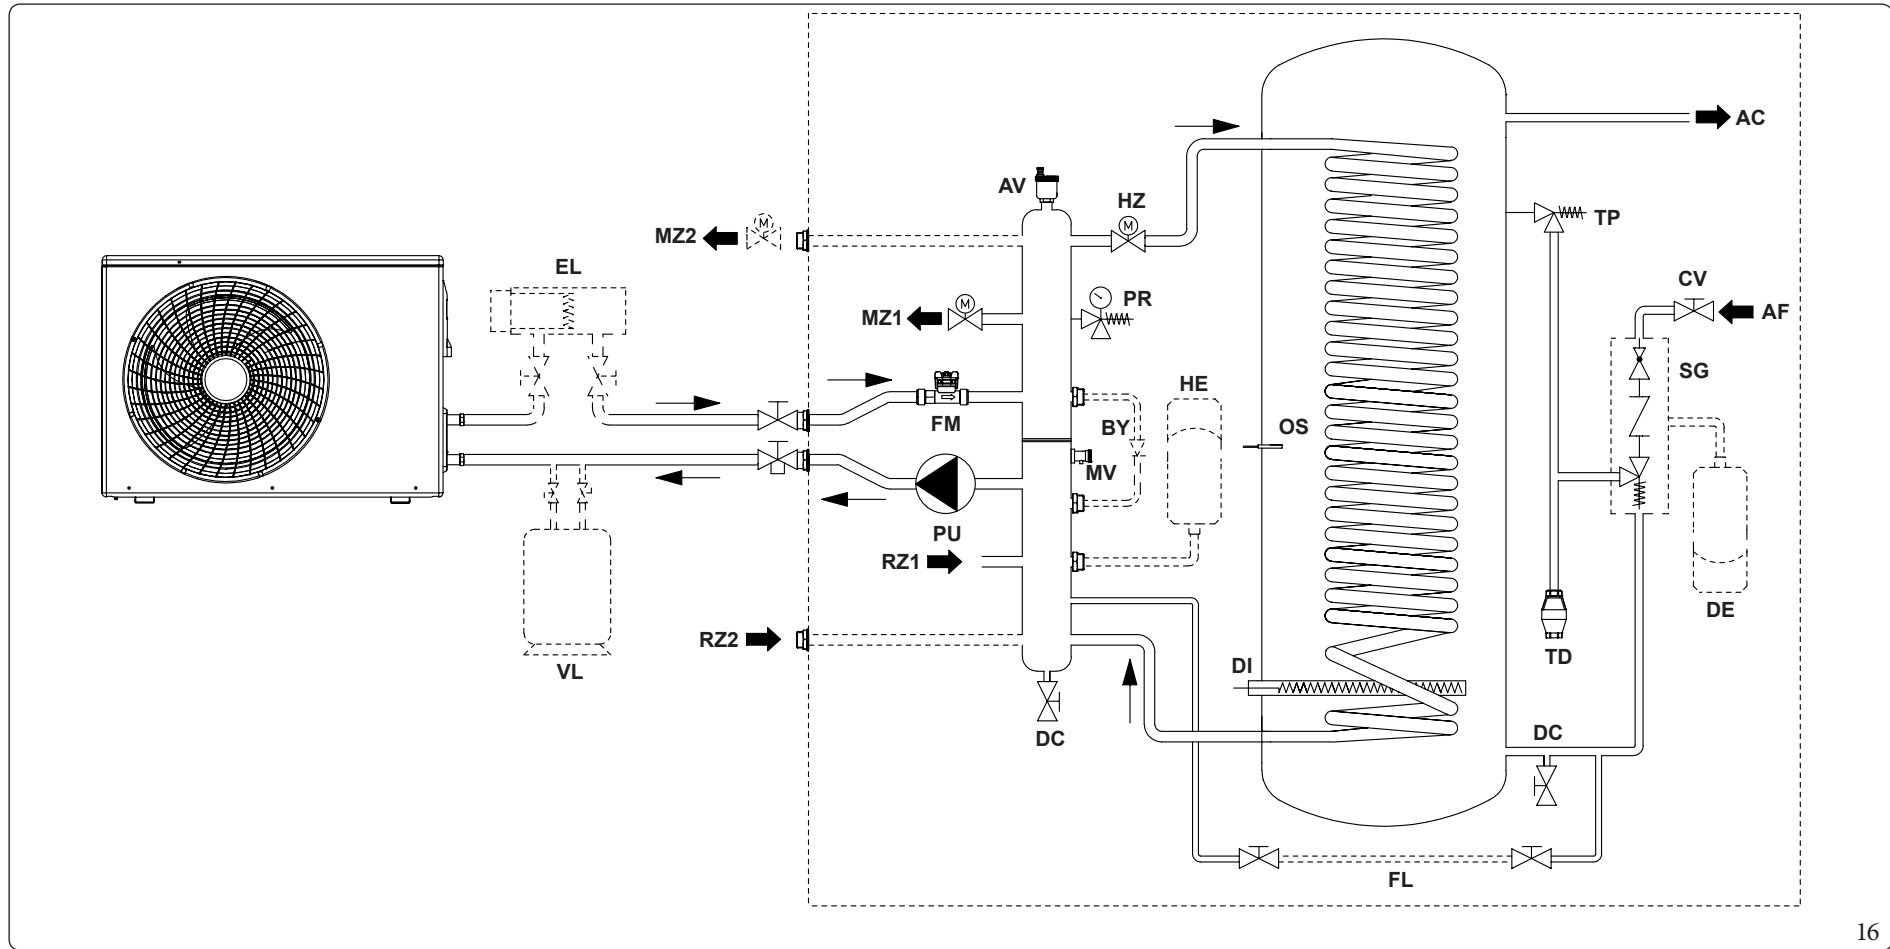 AC
AV
HZ
TP
MZ2
EL
CV
PR
M
M
M
MZ1
AF
SG
HE
FM
BY
OS
MV
PU
RZ1
DE
RZ2
TD
VL
DI
DC
DC
FL
16